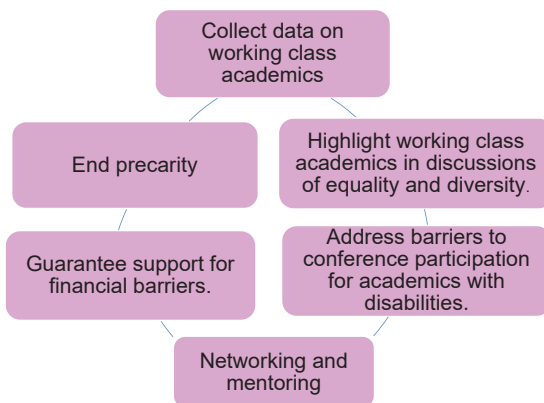 Collect data on
working class
academics
Highlight working class
academics in discussions
of equality and diversity.
Address barriers to
conference participation
for academics with
disabilities.
Networking and
mentoring
Guarantee support for
financial barriers.
End precarity